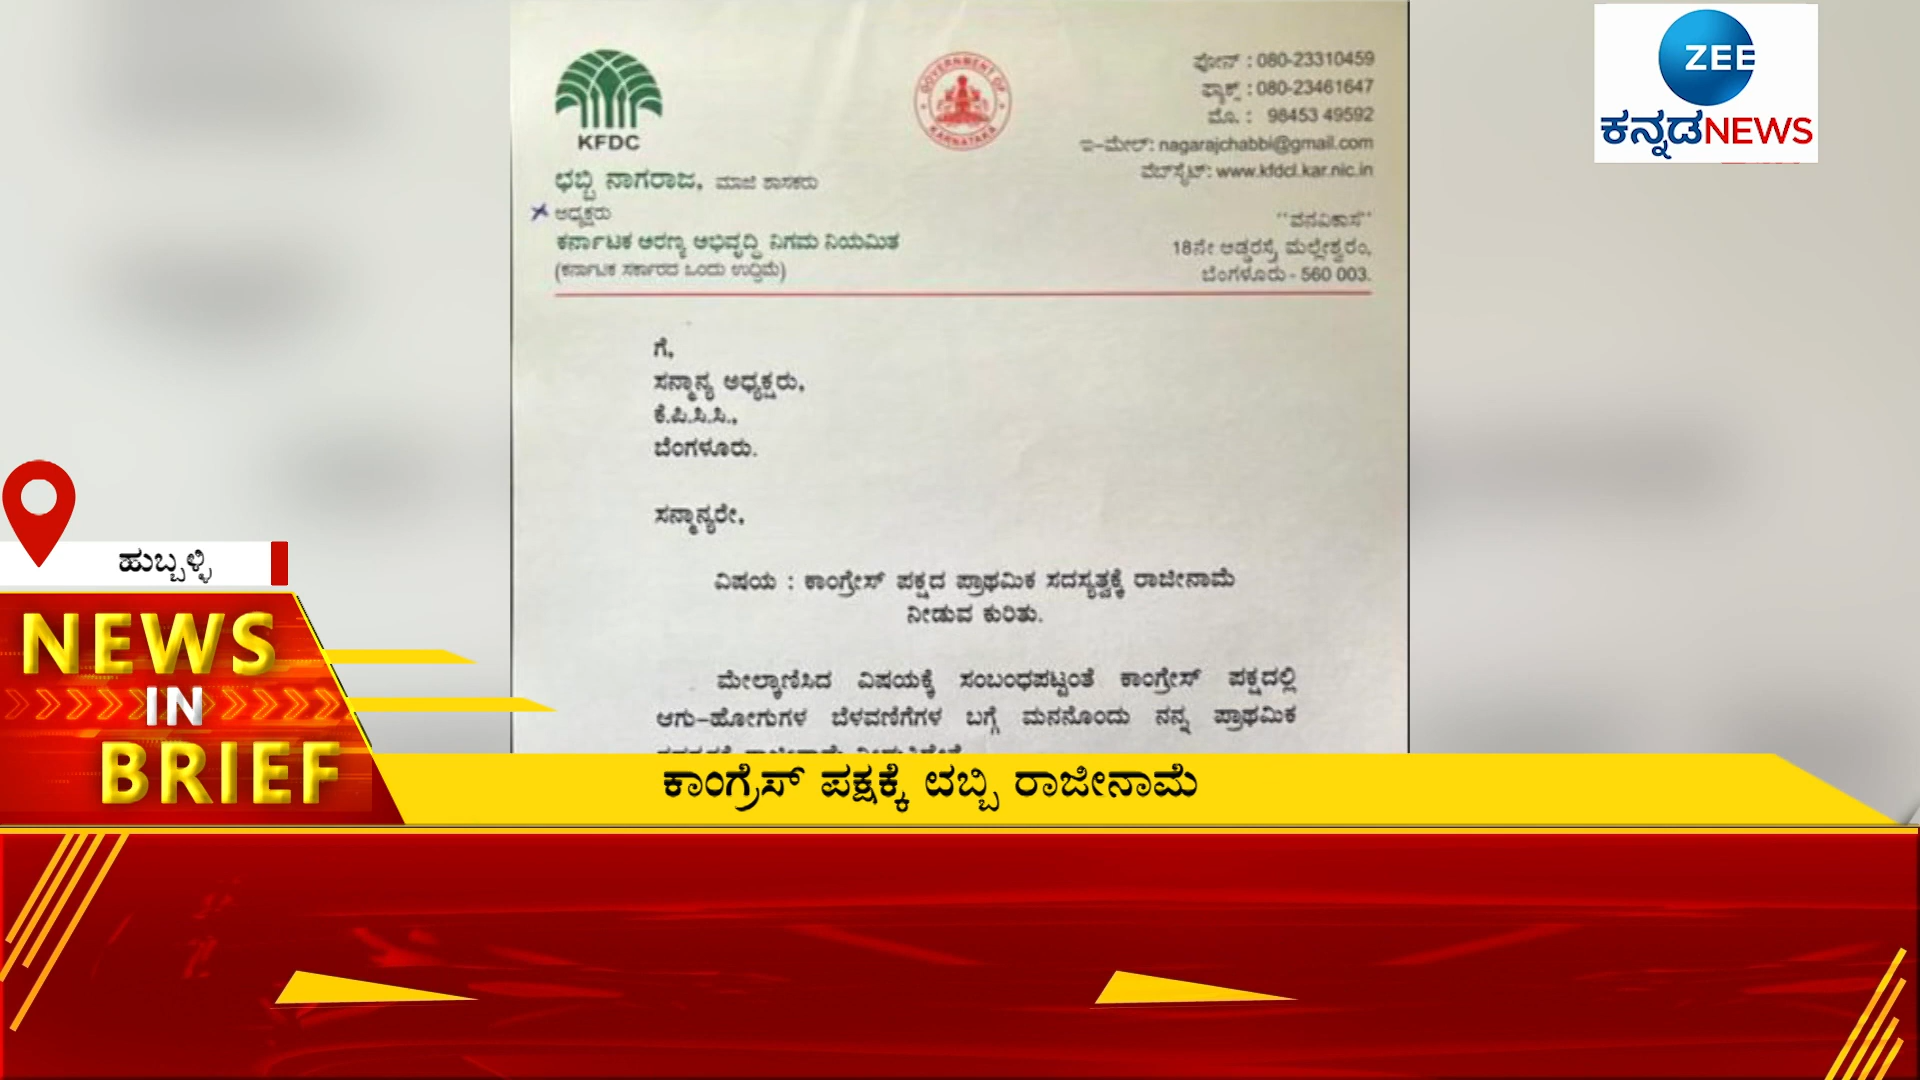 KFDC
GOVERNMENT OF
KARNATAKA
ಫೋನ್ : 080-23310459
ಫ್ಯಾಕ್ಸ್ : 080-23461647
ಮೊ. : 98453 49592
ಇ-ಮೇಲ್: nagarajchabbi@gmail.com
ವೆಬ್‌ಸೈಟ್: www.kfdcl.kar.nic.in
ಛಬ್ಬಿ ನಾಗರಾಜ, ಮಾಜಿ ಶಾಸಕರು
ಅಧ್ಯಕ್ಷರು
ಕರ್ನಾಟಕ ಅರಣ್ಯ ಅಭಿವೃದ್ಧಿ ನಿಗಮ ನಿಯಮಿತ
(ಕರ್ನಾಟಕ ಸರ್ಕಾರದ ಒಂದು ಉದ್ದಿಮೆ)
"ವನವಿಕಾಸ"
18ನೇ ಅಡ್ಡರಸ್ತೆ, ಮಲ್ಲೇಶ್ವರಂ,
ಬೆಂಗಳೂರು - 560 003.
ಗೆ,
ಸನ್ಮಾನ್ಯ ಅಧ್ಯಕ್ಷರು,
ಕೆ.ಪಿ.ಸಿ.ಸಿ.,
ಬೆಂಗಳೂರು.
ಸನ್ಮಾನ್ಯರೇ,
ವಿಷಯ : ಕಾಂಗ್ರೇಸ್ ಪಕ್ಷದ ಪ್ರಾಥಮಿಕ ಸದಸ್ಯತ್ವಕ್ಕೆ ರಾಜೀನಾಮೆ
ನೀಡುವ ಕುರಿತು.
ಮೇಲ್ಕಾಣಿಸಿದ ವಿಷಯಕ್ಕೆ ಸಂಬಂಧಪಟ್ಟಂತೆ ಕಾಂಗ್ರೇಸ್ ಪಕ್ಷದಲ್ಲಿ
ಆಗು-ಹೋಗುಗಳ ಬೆಳವಣಿಗೆಗಳ ಬಗ್ಗೆ ಮನನೊಂದು ನನ್ನ ಪ್ರಾಥಮಿಕ
ZEE
ಕನ್ನಡNEWS
ಹುಬ್ಬಳ್ಳಿ
NEWS
IN
BRIEF
ಕಾಂಗ್ರೆಸ್ ಪಕ್ಷಕ್ಕೆ ಛಬ್ಬಿ ರಾಜೀನಾಮೆ